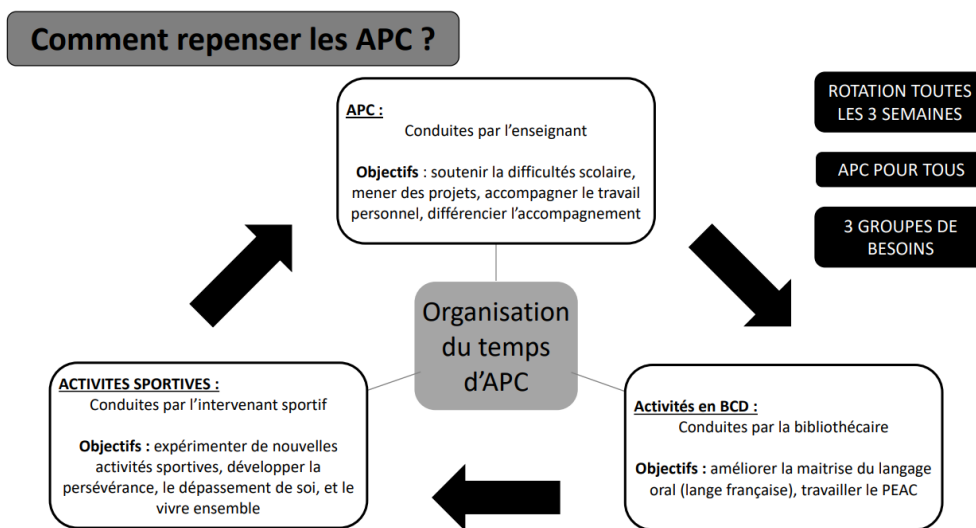 Comment repenser les APC ?
APC :
Conduites par l'enseignant
Objectifs : soutenir la difficultés scolaire,
mener des projets, accompagner le travail
personnel, différencier l'accompagnement
ROTATION TOUTES
LES 3 SEMAINES
APC POUR TOUS
3 GROUPES DE
BESOINS
Organisation
du temps
d'APC
ACTIVITES SPORTIVES :
Conduites par l'intervenant sportif
Objectifs : expérimenter de nouvelles
activités sportives, développer la
persévérance, le dépassement de soi, et le
vivre ensemble
Activités en BCD :
Conduites par la bibliothécaire
Objectifs : améliorer la maitrise du langage
oral (lange française), travailler le PEAC